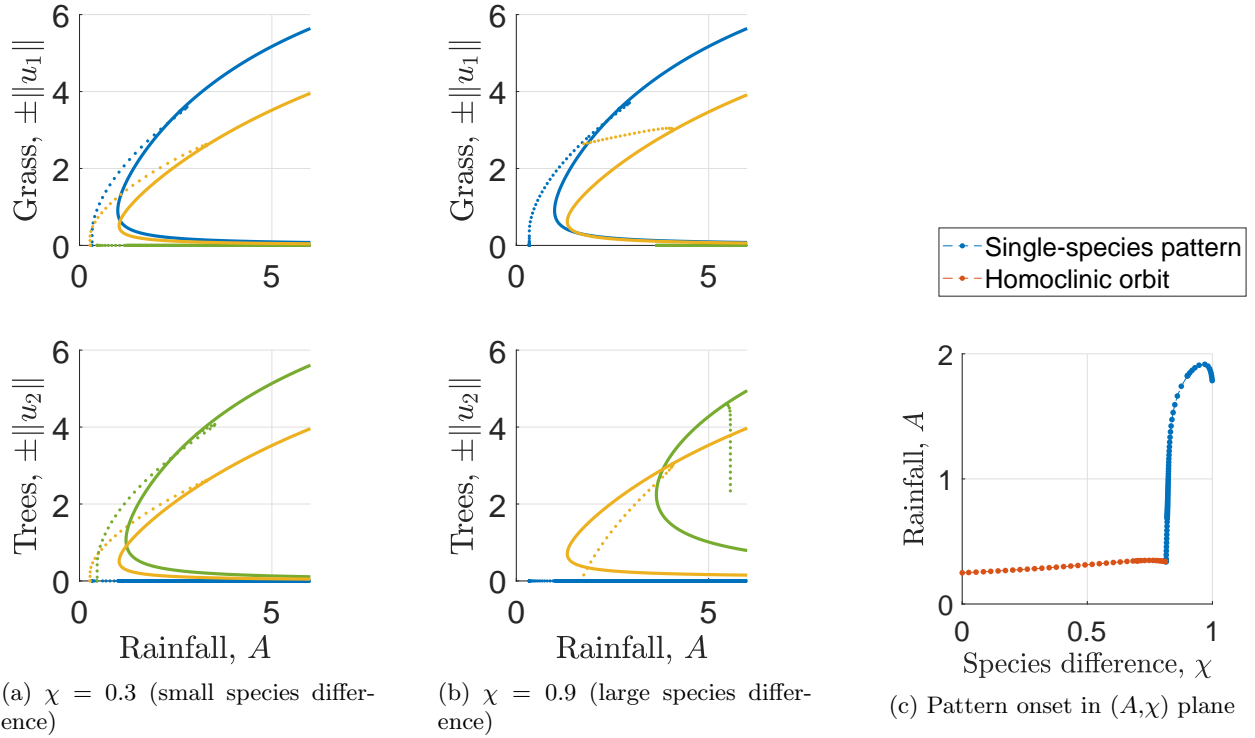 6
4
2
0
Grass, ±∥u₁∥
0
5
6
4
2
0
Grass, ±∥u₁∥
0
5
Single-species pattern
Homoclinic orbit
6
4
2
0
Trees, ±∥u₂∥
0
5
Rainfall, A
6
4
2
0
Trees, ±∥u₂∥
0
5
Rainfall, A
2
1
0
Rainfall, A
0
0.5
1
Species difference, χ
(a) χ = 0.3 (small species differ-
ence)
(b) χ = 0.9 (large species differ-
ence)
(c) Pattern onset in (A,χ) plane